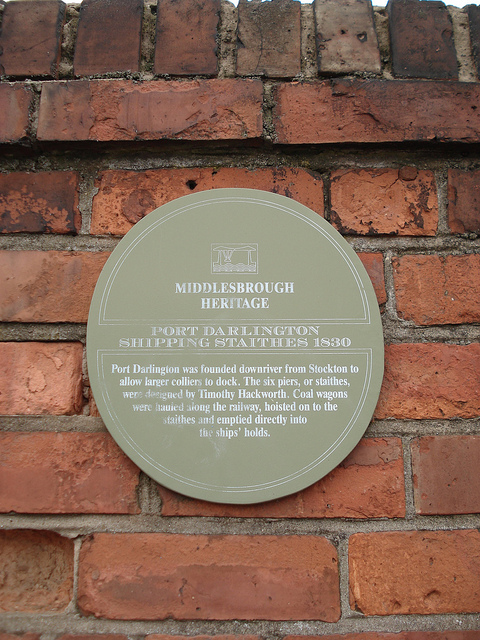 MIDDLESBROUGH
HERITAGE
PORT DARLINGTON
SHIPPING STAITHES 1830
Port Darlington was founded downriver from Stockton to
allow larger colliers to dock. The six piers, or staithes,
were designed by Timothy Hackworth. Coal wagons
were hauled along the railway, hoisted on to the
staithes and emptied directly into
the ships' holds.